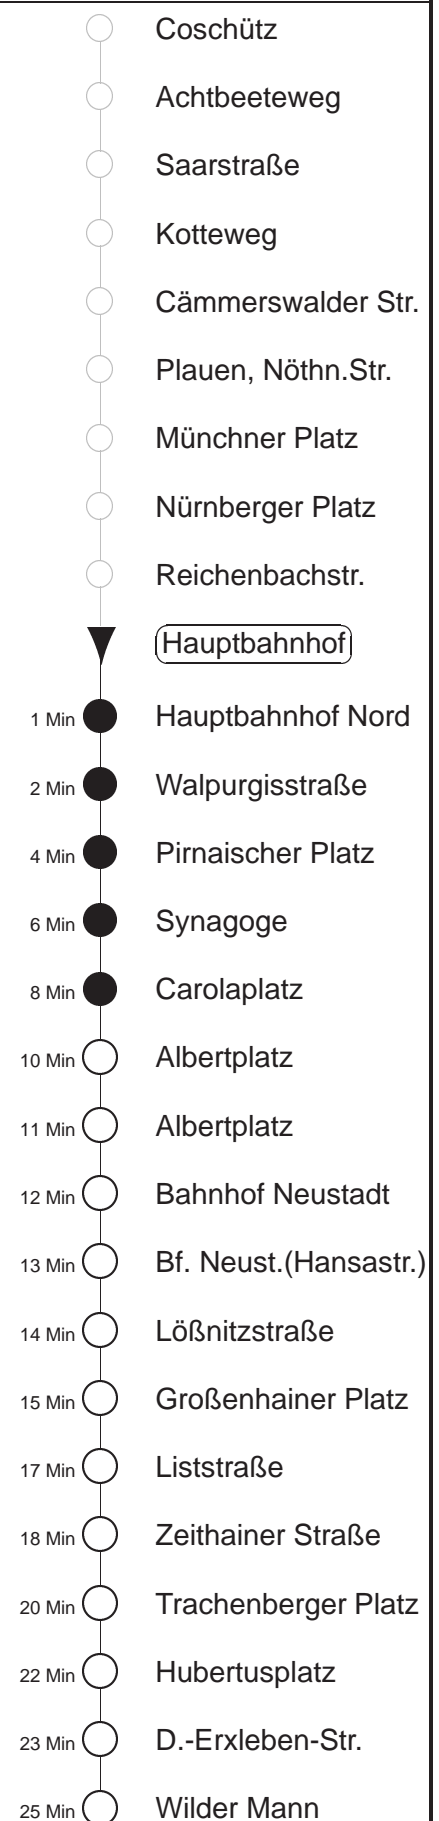 Coschütz
Achtbeeteweg
Saarstraße
Kotteweg
Cämmerswalder Str.
Plauen, Nöthn.Str.
Münchner Platz
Nürnberger Platz
Reichenbachstr.
Hauptbahnhof
1 Min Hauptbahnhof Nord
2 Min Walpurgisstraße
4 Min Pirnaischer Platz
6 Min Synagoge
8 Min Carolaplatz
10 Min Albertplatz
11 Min Albertplatz
12 Min Bahnhof Neustadt
13 Min Bf. Neust.(Hansastr.)
14 Min Lößnitzstraße
15 Min Großenhainer Platz
17 Min Liststraße
18 Min Zeithainer Straße
20 Min Trachenberger Platz
22 Min Hubertusplatz
23 Min D.-Erxleben-Str.
25 Min Wilder Mann